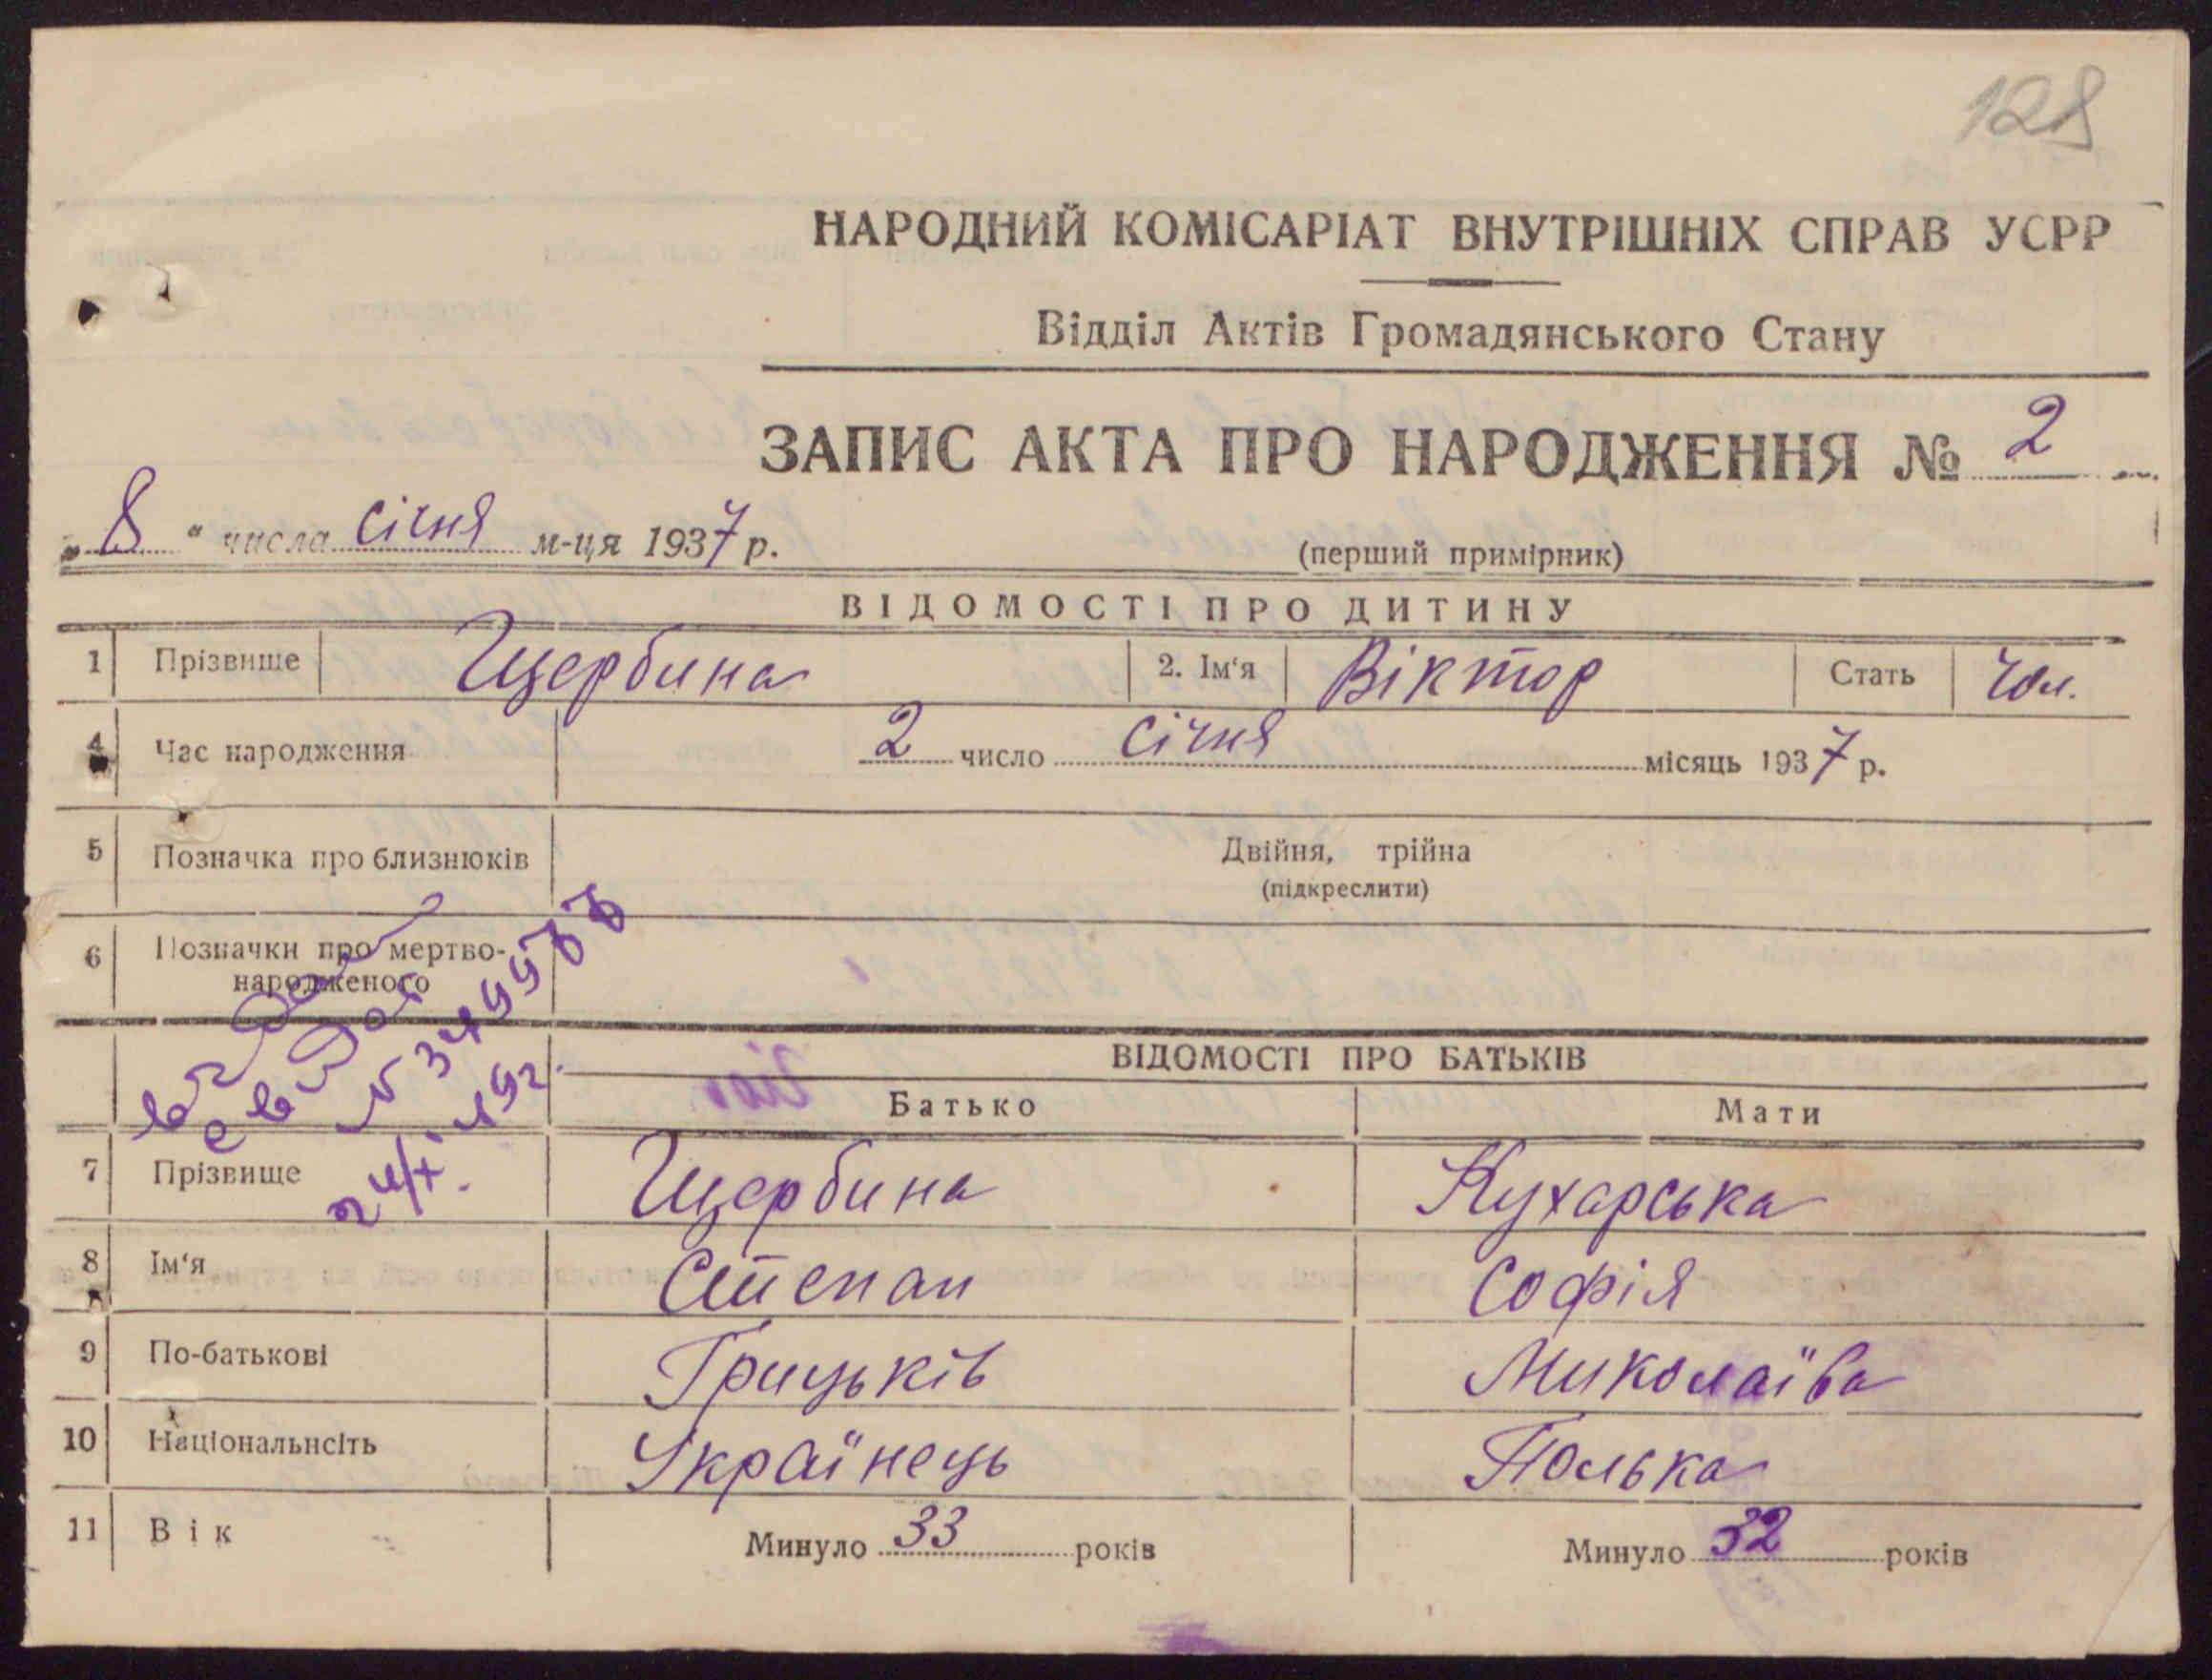 128
НАРОДНИЙ КОМІСАРІАТ ВНУТРІШНІХ СПРАВ УСРР
Відділ Актів Громадянського Стану
ЗАПИС АКТА ПРО НАРОДЖЕННЯ № 2
„ 8 “ числа січня м-ця 1937 р.
(перший примірник)
ВІДОМОСТІ ПРО ДИТИНУ
1 Прізвище Щербина 2. Ім'я Віктор Стать Чол.
4 Час народження 2 число січня місяць 1937 р.
5 Позначка про близнюків Двійня, трійна
(підкреслити)
6 Позначки про мертво-
народженого
ВІДОМОСТІ ПРО БАТЬКІВ
Батько Мати
7 Прізвище Щербина Кухарська
8 Ім'я Степан Софія
9 По-батькові Грицьків Миколаїва
10 Національнсіть Українець Полька
11 Вік Минуло 33 років Минуло 32 років